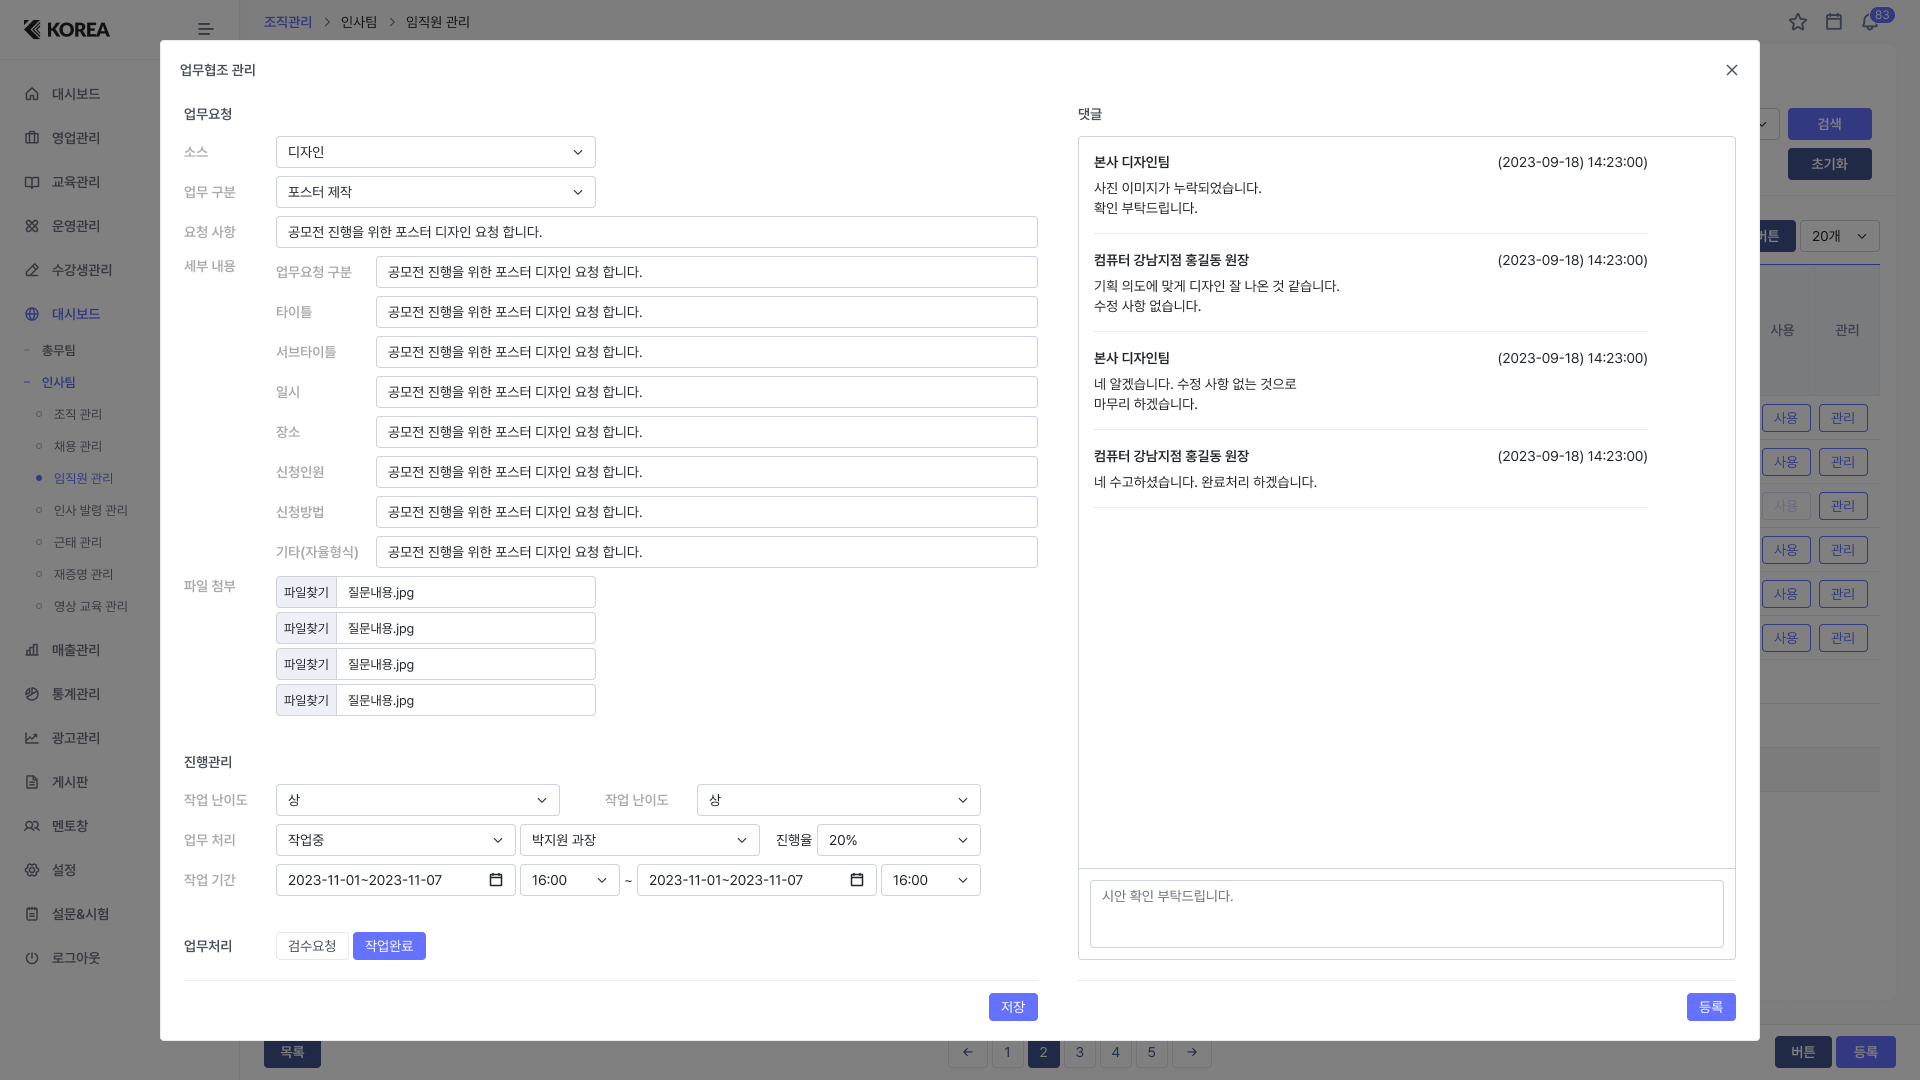 KOREA
조직관리 > 인사팀 > 임직원 관리
83
대시보드
영업관리
교육관리
운영관리
수강생관리
대시보드
총무팀
인사팀
조직 관리
채용 관리
임직원 관리
인사 발령 관리
근태 관리
재증명 관리
영상 교육 관리
매출관리
통계관리
광고관리
게시판
멘토창
설정
설문&시험
로그아웃
업무협조 관리
업무요청
소스 디자인
업무 구분 포스터 제작
요청 사항 공모전 진행을 위한 포스터 디자인 요청 합니다.
세부 내용 업무요청 구분 공모전 진행을 위한 포스터 디자인 요청 합니다.
타이틀 공모전 진행을 위한 포스터 디자인 요청 합니다.
서브타이틀 공모전 진행을 위한 포스터 디자인 요청 합니다.
일시 공모전 진행을 위한 포스터 디자인 요청 합니다.
장소 공모전 진행을 위한 포스터 디자인 요청 합니다.
신청인원 공모전 진행을 위한 포스터 디자인 요청 합니다.
신청방법 공모전 진행을 위한 포스터 디자인 요청 합니다.
기타(자율형식) 공모전 진행을 위한 포스터 디자인 요청 합니다.
파일 첨부 파일찾기 질문내용.jpg
파일찾기 질문내용.jpg
파일찾기 질문내용.jpg
파일찾기 질문내용.jpg
진행관리
작업 난이도 상 작업 난이도 상
업무 처리 작업중 박지원 과장 진행율 20%
작업 기간 2023-11-01~2023-11-07 16:00 ~ 2023-11-01~2023-11-07 16:00
업무처리 검수요청 작업완료
저장
댓글
본사 디자인팀 (2023-09-18) 14:23:00)
사진 이미지가 누락되었습니다.
확인 부탁드립니다.
컴퓨터 강남지점 홍길동 원장 (2023-09-18) 14:23:00)
기획 의도에 맞게 디자인 잘 나온 것 같습니다.
수정 사항 없습니다.
본사 디자인팀 (2023-09-18) 14:23:00)
네 알겠습니다. 수정 사항 없는 것으로
마무리 하겠습니다.
컴퓨터 강남지점 홍길동 원장 (2023-09-18) 14:23:00)
네 수고하셨습니다. 완료처리 하겠습니다.
시안 확인 부탁드립니다.
등록
검색
초기화
버튼 20개
사용 관리
사용 관리
사용 관리
사용 관리
사용 관리
사용 관리
사용 관리
목록
← 1 2 3 4 5 →
버튼 등록